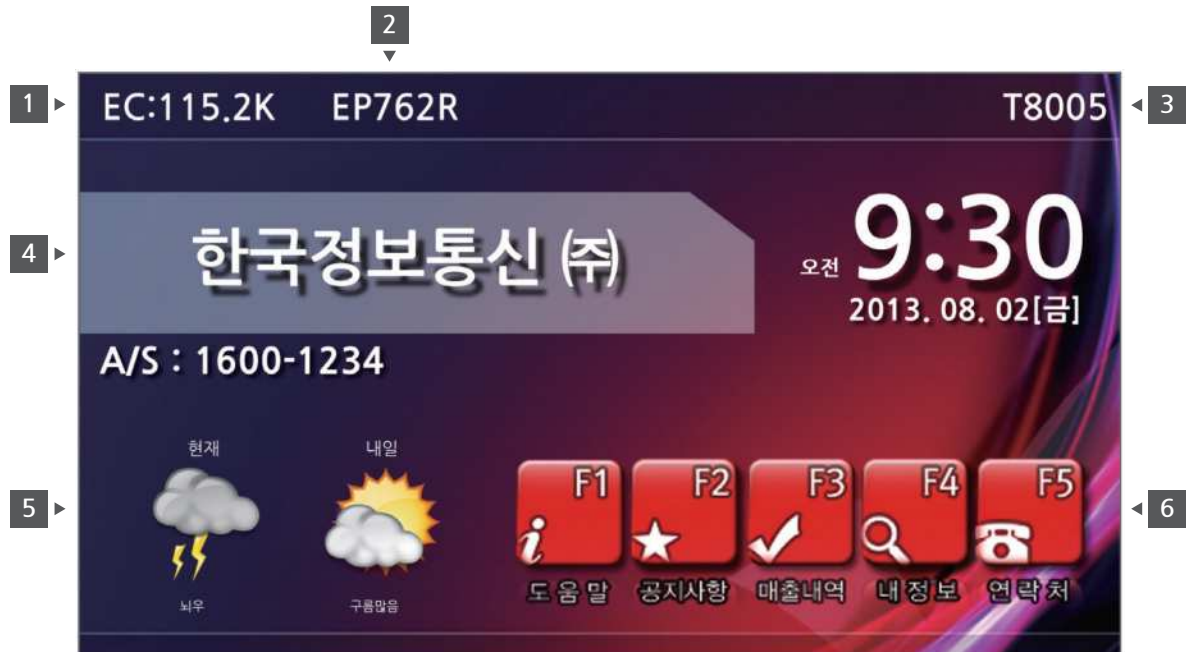 2
1
EC:115.2K EP762R T8005
3
4
한국정보통신 ㈜
오전 9:30
2013. 08. 02[금]
A/S : 1600-1234
현재 내일
5
F1 F2 F3 F4 F5
6
도움말 공지사항 매출내역 내정보 연락처
뇌우 구름많음